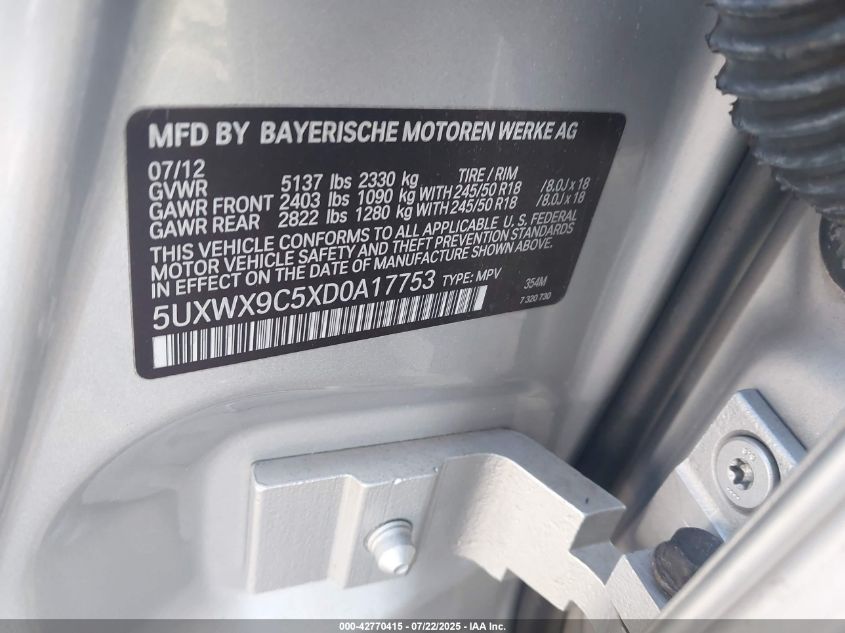 MFD BY BAYERISCHE MOTOREN WERKE AG
07/12
GVWR 5137 lbs 2330 kg TIRE / RIM
GAWR FRONT 2403 lbs 1090 kg WITH 245/50 R18 /8.0J x 18
GAWR REAR 2822 lbs 1280 kg WITH 245/50 R18 /8.0J x 18
THIS VEHICLE CONFORMS TO ALL APPLICABLE U.S. FEDERAL
MOTOR VEHICLE SAFETY AND THEFT PREVENTION STANDARDS
IN EFFECT ON THE DATE OF MANUFACTURE SHOWN ABOVE.
5UXWX9C5XD0A17753 TYPE: MPV 354M
7 320 730
000-42770415 - 07/22/2025 - IAA Inc.